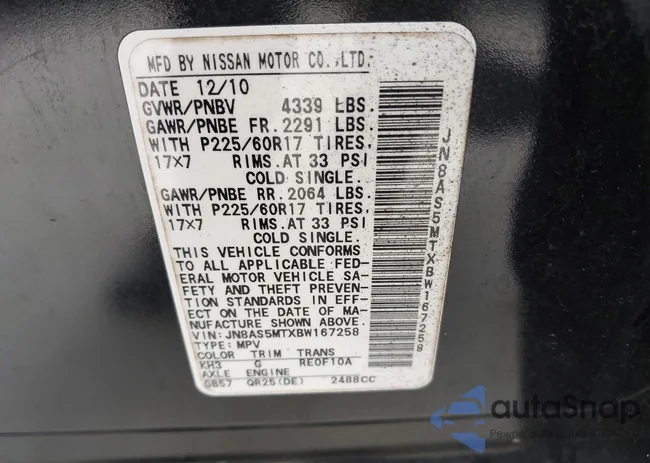 MFD BY NISSAN MOTOR CO.,LTD.
DATE 12/10
GVWR/PNBV 4339 LBS.
GAWR/PNBE FR. 2291 LBS.
WITH P225/60R17 TIRES,
17x7 RIMS.AT 33 PSI
COLD SINGLE.
GAWR/PNBE RR. 2064 LBS.
WITH P225/60R17 TIRES,
17x7 RIMS.AT 33 PSI
COLD SINGLE.
THIS VEHICLE CONFORMS
TO ALL APPLICABLE FED-
ERAL MOTOR VEHICLE SA-
FETY AND THEFT PREVEN-
TION STANDARDS IN EFF-
ECT ON THE DATE OF MA-
NUFACTURE SHOWN ABOVE.
VIN: JN8AS5MTXBW167258
TYPE: MPV
COLOR TRIM TRANS
KH3 G RE0F10A
AXLE ENGINE
GB57 QR25(DE) 2488CC
JN8AS5MTXBW167258
autoSnap